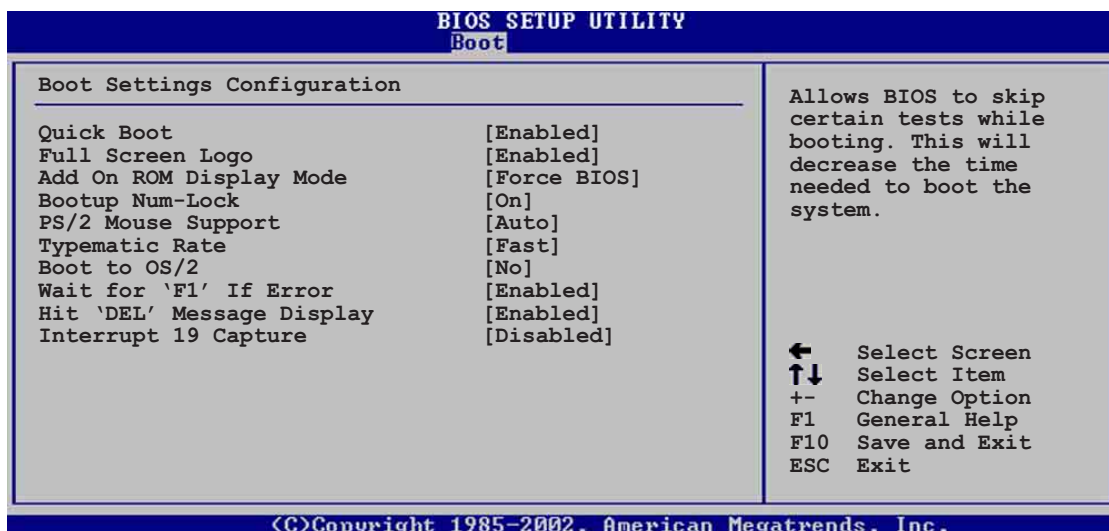 BIOS SETUP UTILITY
Boot
Boot Settings Configuration
Quick Boot [Enabled]
Full Screen Logo [Enabled]
Add On ROM Display Mode [Force BIOS]
Bootup Num-Lock [On]
PS/2 Mouse Support [Auto]
Typematic Rate [Fast]
Boot to OS/2 [No]
Wait for ‘F1’ If Error [Enabled]
Hit ‘DEL’ Message Display [Enabled]
Interrupt 19 Capture [Disabled]
Allows BIOS to skip
certain tests while
booting. This will
decrease the time
needed to boot the
system.
← Select Screen
↑↓ Select Item
+- Change Option
F1 General Help
F10 Save and Exit
ESC Exit
(C)Copyright 1985-2002, American Megatrends, Inc.